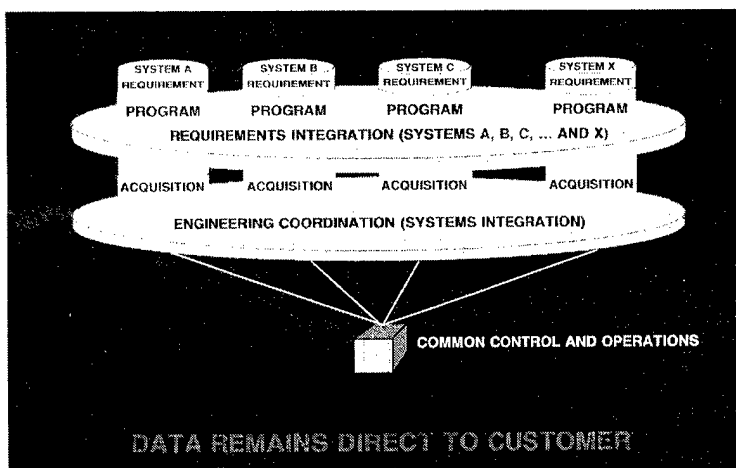 SYSTEM A SYSTEM B SYSTEM C SYSTEM X
REQUIREMENT REQUIREMENT REQUIREMENT REQUIREMENT
PROGRAM PROGRAM PROGRAM PROGRAM
REQUIREMENTS INTEGRATION (SYSTEMS A, B, C, ... AND X)
ACQUISITION ACQUISITION ACQUISITION ACQUISITION
ENGINEERING COORDINATION (SYSTEMS INTEGRATION)
COMMON CONTROL AND OPERATIONS
DATA REMAINS DIRECT TO CUSTOMER